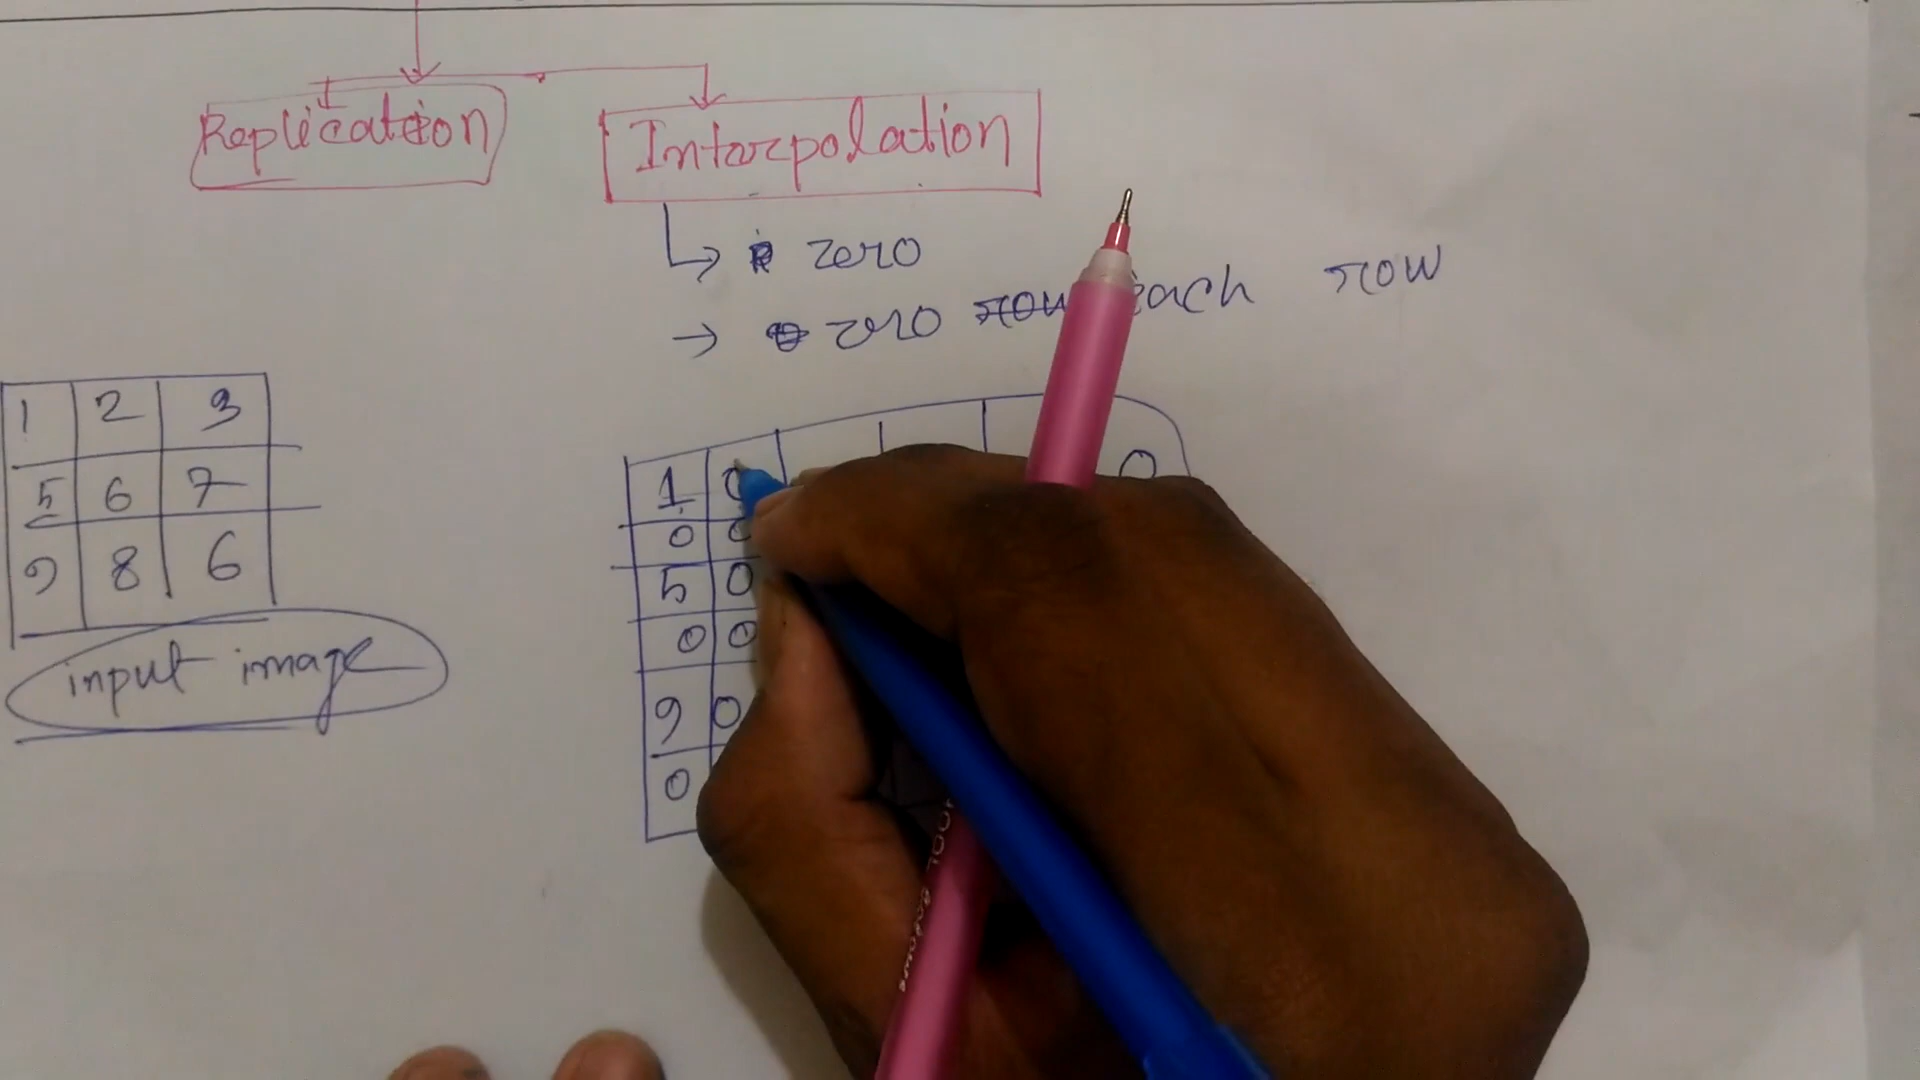 Replication
Interpolation
zero
zero each row
1 2 3
5 6 7
9 8 6
input image
1 0 0
0 0
5 0
0 0
9 0
0